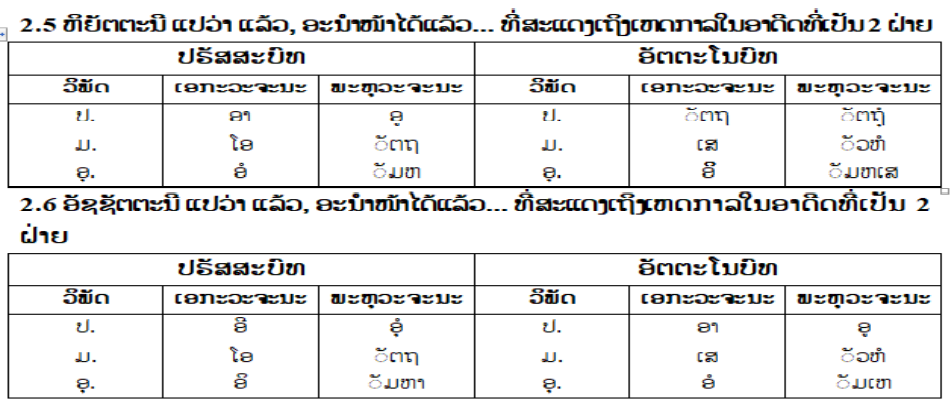 2.5 ຫິຍັຕຕະນີ ແປວ່າ ແລ້ວ, ອະນຳໜ້າໄດ້ແລ້ວ... ທີ່ສະແດງເຖິງເຫດກາລໃນອາດີດທີ່ເປັນ 2 ຝ່າຍ
ປຣັສສະບົທ ອັຕຕະໂນບົທ
ວິພັດ ເອກະວະຈະນະ ພະຫຸວະຈະນະ ວິພັດ ເອກະວະຈະນະ ພະຫຸວະຈະນະ
ປ. ອາ ອູ ປ. ັຕຖ ັຕຖຸໍ
ມ. ໂອ ັຕຖ ມ. ເສ ັວຫໍ
ອຸ. ອໍ ັມຫ ອຸ. ອິ ັມຫເສ
2.6 ອັຊຊັຕຕະນີ ແປວ່າ ແລ້ວ, ອະນຳໜ້າໄດ້ແລ້ວ... ທີ່ສະແດງເຖິງເຫດກາລໃນອາດີດທີ່ເປັນ 2
ຝ່າຍ
ປຣັສສະບົທ ອັຕຕະໂນບົທ
ວິພັດ ເອກະວະຈະນະ ພະຫຸວະຈະນະ ວິພັດ ເອກະວະຈະນະ ພະຫຸວະຈະນະ
ປ. ອີ ອຸໍ ປ. ອາ ອູ
ມ. ໂອ ັຕຖ ມ. ເສ ັວຫໍ
ອຸ. ອິ ັມຫາ ອຸ. ອໍ ັມເຫ